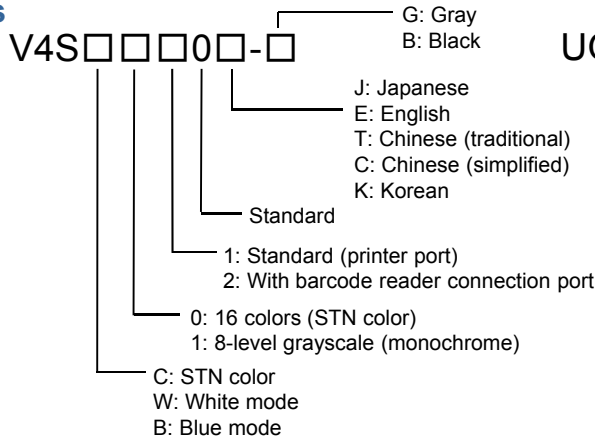 s
V4S□□□0□-□
G: Gray
B: Black
J: Japanese
E: English
T: Chinese (traditional)
C: Chinese (simplified)
K: Korean
Standard
1: Standard (printer port)
2: With barcode reader connection port
0: 16 colors (STN color)
1: 8-level grayscale (monochrome)
C: STN color
W: White mode
B: Blue mode